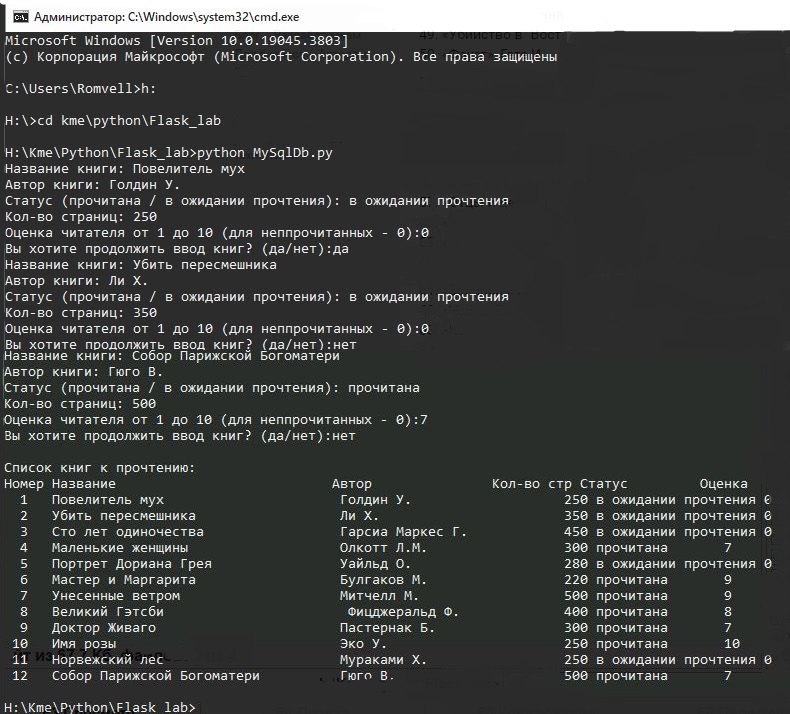 Администратор: C:\Windows\system32\cmd.exe
Microsoft Windows [Version 10.0.19045.3803]
(c) Корпорация Майкрософт (Microsoft Corporation). Все права защищены
C:\Users\Romvell>h:
H:\>cd kme\python\Flask_lab
H:\Kme\Python\Flask_lab>python MySqlDb.py
Название книги: Повелитель мух
Автор книги: Голдин У.
Статус (прочитана / в ожидании прочтения): в ожидании прочтения
Кол-во страниц: 250
Оценка читателя от 1 до 10 (для неппрочитанных - 0):0
Вы хотите продолжить ввод книг? (да/нет):да
Название книги: Убить пересмешника
Автор книги: Ли Х.
Статус (прочитана / в ожидании прочтения): в ожидании прочтения
Кол-во страниц: 350
Оценка читателя от 1 до 10 (для неппрочитанных - 0):0
Вы хотите продолжить ввод книг? (да/нет):нет
Название книги: Собор Парижской Богоматери
Автор книги: Гюго В.
Статус (прочитана / в ожидании прочтения): прочитана
Кол-во страниц: 500
Оценка читателя от 1 до 10 (для неппрочитанных - 0):7
Вы хотите продолжить ввод книг? (да/нет):нет
Список книг к прочтению:
Номер Название Автор Кол-во стр Статус Оценка
1 Повелитель мух Голдин У. 250 в ожидании прочтения 0
2 Убить пересмешника Ли Х. 350 в ожидании прочтения 0
3 Сто лет одиночества Гарсиа Маркес Г. 450 в ожидании прочтения 0
4 Маленькие женщины Олкотт Л.М. 300 прочитана 7
5 Портрет Дориана Грея Уайльд О. 280 в ожидании прочтения 0
6 Мастер и Маргарита Булгаков М. 220 прочитана 9
7 Унесенные ветром Митчелл М. 500 прочитана 9
8 Великий Гэтсби Фицджеральд Ф. 400 прочитана 8
9 Доктор Живаго Пастернак Б. 300 прочитана 7
10 Имя розы Эко У. 250 прочитана 10
11 Норвежский лес Мураками Х. 250 в ожидании прочтения 0
12 Собор Парижской Богоматери Гюго В. 500 прочитана 7
H:\Kme\Python\Flask_lab>